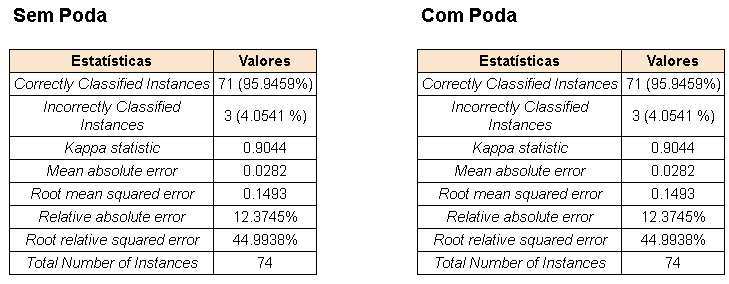 Sem Poda
Estatísticas Valores
Correctly Classified Instances 71 (95.9459%)
Incorrectly Classified
Instances 3 (4.0541 %)
Kappa statistic 0.9044
Mean absolute error 0.0282
Root mean squared error 0.1493
Relative absolute error 12.3745%
Root relative squared error 44.9938%
Total Number of Instances 74
Com Poda
Estatísticas Valores
Correctly Classified Instances 71 (95.9459%)
Incorrectly Classified
Instances 3 (4.0541 %)
Kappa statistic 0.9044
Mean absolute error 0.0282
Root mean squared error 0.1493
Relative absolute error 12.3745%
Root relative squared error 44.9938%
Total Number of Instances 74